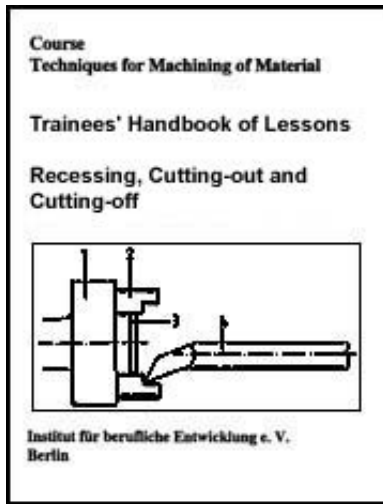 Course
Techniques for Machining of Material
Trainees' Handbook of Lessons
Recessing, Cutting-out and
Cutting-off
1 2
3
Institut für berufliche Entwicklung e. V.
Berlin